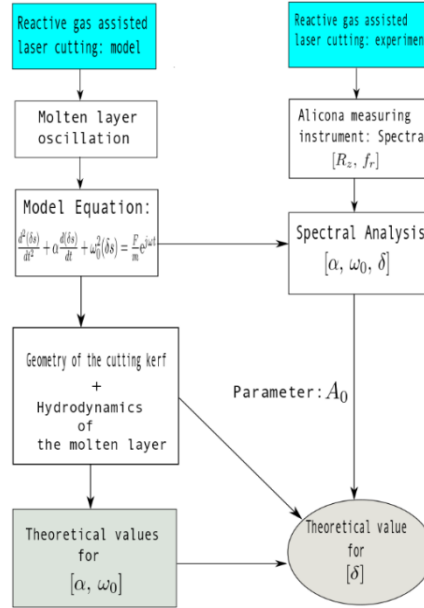 Reactive gas assisted
laser cutting: model
Molten layer
oscillation
Model Equation:
d²(δs)/dt² + α d(δs)/dt + ω₀²(δs) = F/m e^{jωt}
Geometry of the cutting kerf
+
Hydrodynamics
of
the molten layer
Theoretical values
for
[α, ω₀]
Reactive gas assisted
laser cutting: experimen
Alicona measuring
instrument: Spectra
[R_z, f_r]
Spectral Analysis
[α, ω₀, δ]
Parameter: A₀
Theoretical value
for
[δ]